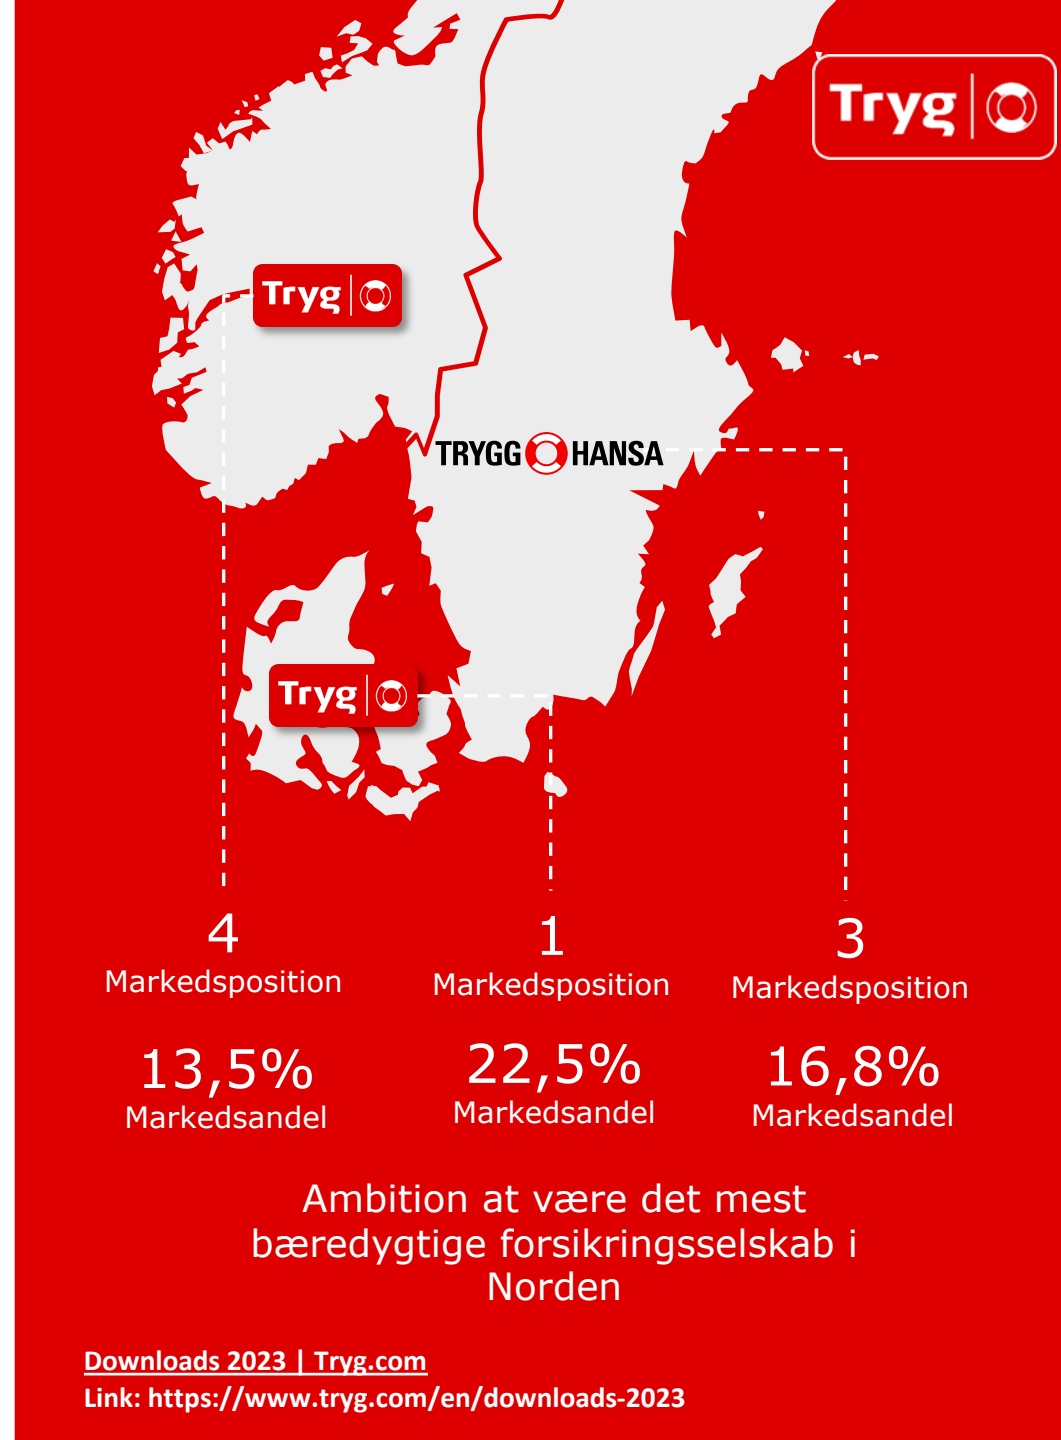 Tryg
Tryg
TRYGG HANSA
Tryg
4
Markedsposition
13,5%
Markedsandel
1
Markedsposition
22,5%
Markedsandel
3
Markedsposition
16,8%
Markedsandel
Ambition at være det mest
bæredygtige forsikringsselskab i
Norden
Downloads 2023 | Tryg.com
Link: https://www.tryg.com/en/downloads-2023